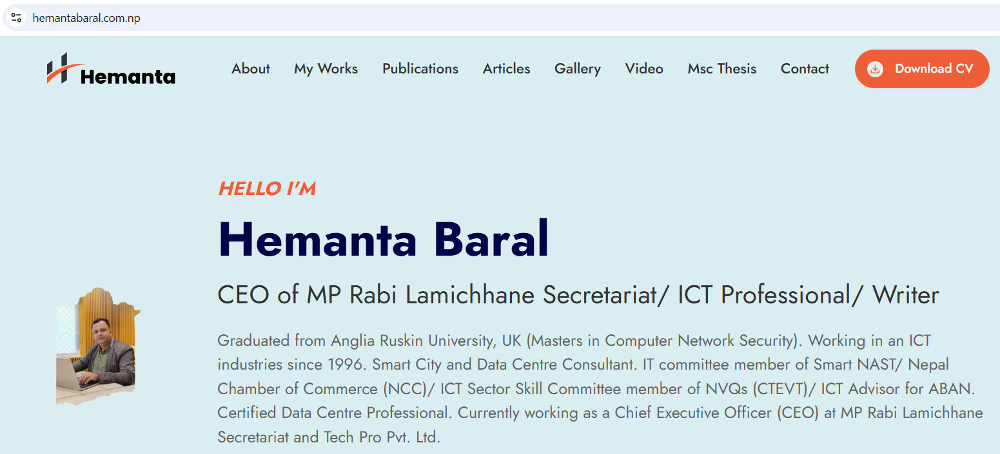 hemantabaral.com.np
Hemanta
About
My Works
Publications
Articles
Gallery
Video
Msc Thesis
Contact
Download CV
HELLO I'M
Hemanta Baral
CEO of MP Rabi Lamichhane Secretariat/ ICT Professional/ Writer
Graduated from Anglia Ruskin University, UK (Masters in Computer Network Security). Working in an ICT
industries since 1996. Smart City and Data Centre Consultant. IT committee member of Smart NAST/ Nepal
Chamber of Commerce (NCC)/ ICT Sector Skill Committee member of NVQs (CTEVT)/ ICT Advisor for ABAN.
Certified Data Centre Professional. Currently working as a Chief Executive Officer (CEO) at MP Rabi Lamichhane
Secretariat and Tech Pro Pvt. Ltd.